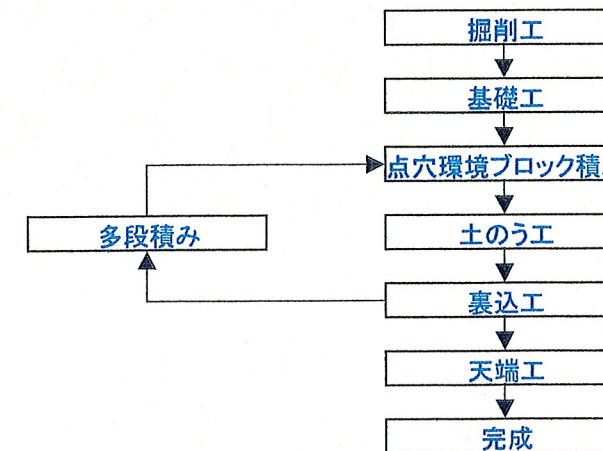 掘削工
基礎工
点穴環境ブロック積
多段積み
土のう工
裏込工
天端工
完成